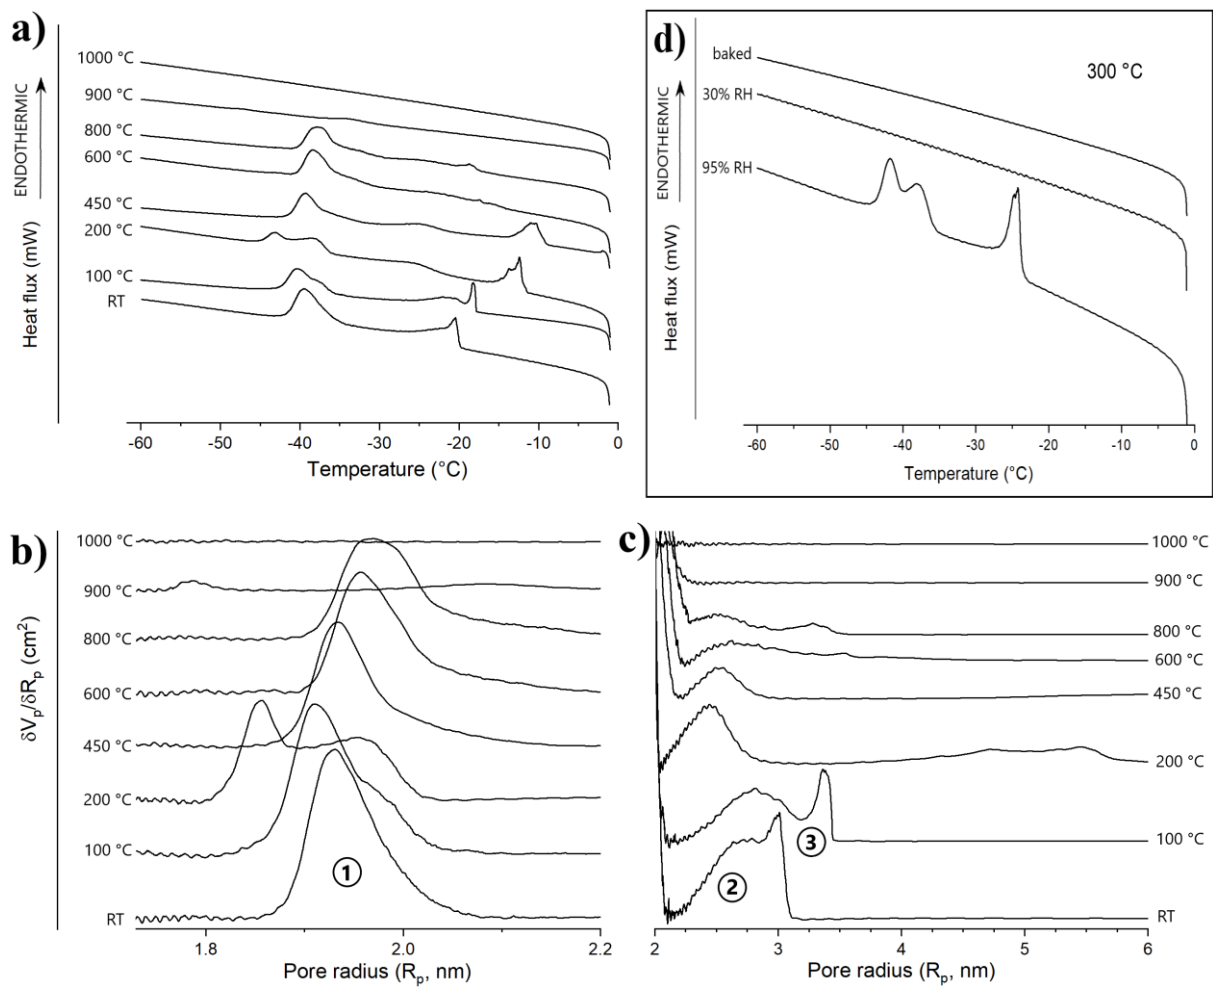 a)
ENDOTHERMIC
Heat flux (mW)
1000 °C
900 °C
800 °C
600 °C
450 °C
200 °C
100 °C
RT
-60 -50 -40 -30 -20 -10 0
Temperature (°C)
d)
ENDOTHERMIC
Heat flux (mW)
baked
30% RH
95% RH
300 °C
-60 -50 -40 -30 -20 -10 0
Temperature (°C)
b)
δVp/δRp (cm²)
1000 °C
900 °C
800 °C
600 °C
450 °C
200 °C
100 °C
RT
1
1.8 2.0 2.2
Pore radius (Rp, nm)
c)
1000 °C
900 °C
800 °C
600 °C
450 °C
200 °C
100 °C
RT
3
2
2 3 4 5 6
Pore radius (Rp, nm)